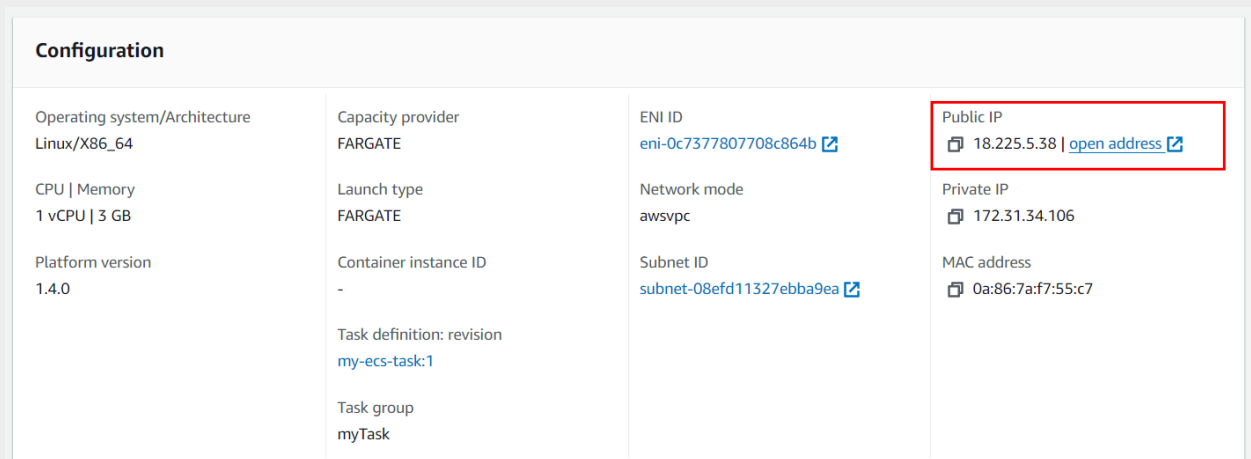 Configuration
Operating system/Architecture
Linux/X86_64
CPU | Memory
1 vCPU | 3 GB
Platform version
1.4.0
Capacity provider
FARGATE
Launch type
FARGATE
Container instance ID
-
Task definition: revision
my-ecs-task:1
Task group
myTask
ENI ID
eni-0c7377807708c864b
Network mode
awsvpc
Subnet ID
subnet-08efd11327ebba9ea
Public IP
18.225.5.38 | open address
Private IP
172.31.34.106
MAC address
0a:86:7a:f7:55:c7